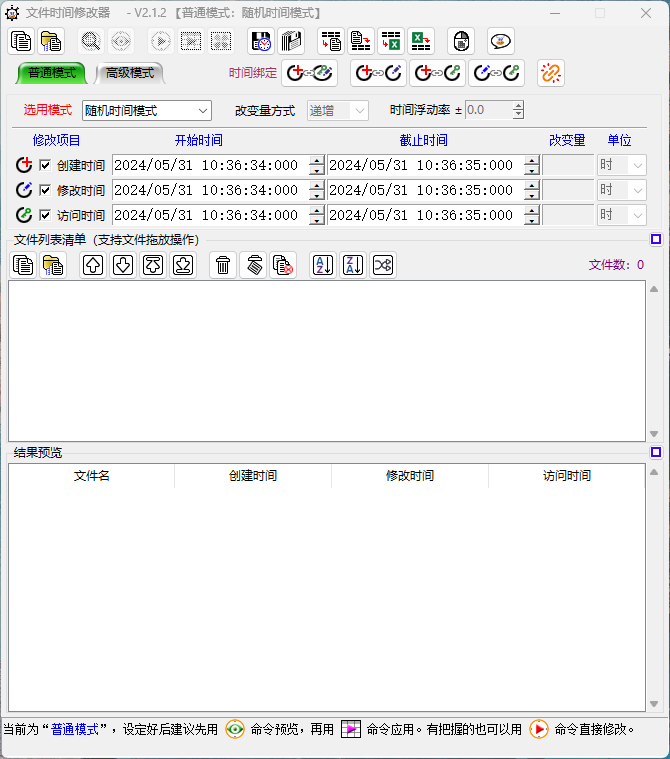 文件时间修改器 - V2.1.2 【普通模式：随机时间模式】
普通模式 高级模式 时间绑定
选用模式 随机时间模式 改变量方式 递增 时间浮动率 ± 0.0
修改项目 开始时间 截止时间 改变量 单位
创建时间 2024/05/31 10:36:34:000 2024/05/31 10:36:35:000 时
修改时间 2024/05/31 10:36:34:000 2024/05/31 10:36:35:000 时
访问时间 2024/05/31 10:36:34:000 2024/05/31 10:36:35:000 时
文件列表清单（支持文件拖放操作）
文件数：0
结果预览
文件名 创建时间 修改时间 访问时间
当前为“普通模式”，设定好后建议先用 命令预览，再用 命令应用。有把握的也可以用 命令直接修改。